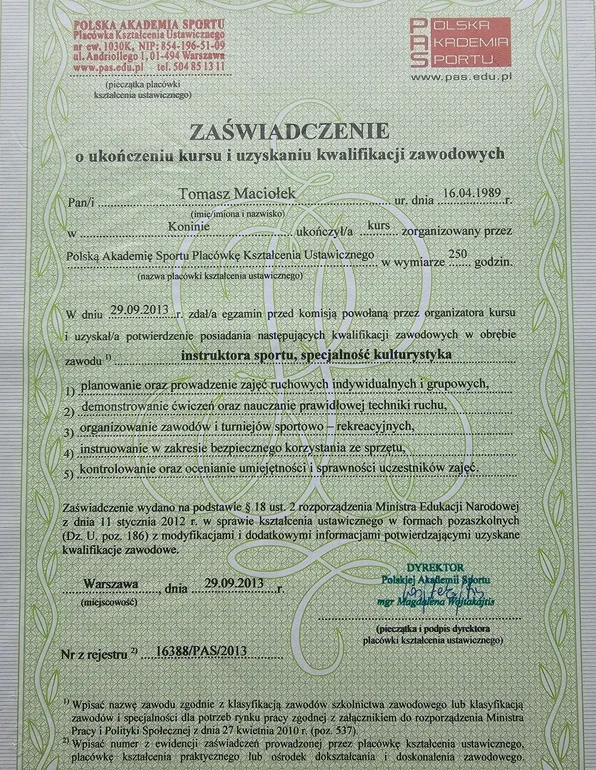 POLSKA AKADEMIA SPORTU
Placówka Kształcenia Ustawicznego
nr ew. 1030K, NIP: 854-196-51-09
ul. Andriollego 1, 01-494 Warszawa
www.pas.edu.pl tel. 504 85 13 11
(pieczątka placówki
kształcenia ustawicznego)
POLSKA
AKADEMIA
SPORTU
www.pas.edu.pl
ZAŚWIADCZENIE
o ukończeniu kursu i uzyskaniu kwalifikacji zawodowych
Pan/i Tomasz Maciołek ur. dnia 16.04.1989 r.
(imię/imiona i nazwisko)
w Koninie ukończył/a kurs zorganizowany przez
Polską Akademię Sportu Placówkę Kształcenia Ustawicznego w wymiarze 250 godzin.
(nazwa placówki kształcenia ustawicznego)
W dniu 29.09.2013 r. zdał/a egzamin przed komisją powołaną przez organizatora kursu
i uzyskał/a potwierdzenie posiadania następujących kwalifikacji zawodowych w obrębie
zawodu 1) instruktora sportu, specjalność kulturystyka
1) planowanie oraz prowadzenie zajęć ruchowych indywidualnych i grupowych,
2) demonstrowanie ćwiczeń oraz nauczanie prawidłowej techniki ruchu,
3) organizowanie zawodów i turniejów sportowo – rekreacyjnych,
4) instruowanie w zakresie bezpiecznego korzystania ze sprzętu,
5) kontrolowanie oraz ocenianie umiejętności i sprawności uczestników zajęć.
Zaświadczenie wydano na podstawie § 18 ust. 2 rozporządzenia Ministra Edukacji Narodowej
z dnia 11 stycznia 2012 r. w sprawie kształcenia ustawicznego w formach pozaszkolnych
(Dz. U. poz. 186) z modyfikacjami i dodatkowymi informacjami potwierdzającymi uzyskane
kwalifikacje zawodowe.
Warszawa, dnia 29.09.2013 r.
(miejscowość)
DYREKTOR
Polskiej Akademii Sportu
mgr Magdalena Wojtakajtis
(pieczątka i podpis dyrektora
placówki kształcenia ustawicznego)
Nr z rejestru 2) 16388/PAS/2013
1) Wpisać nazwę zawodu zgodnie z klasyfikacją zawodów szkolnictwa zawodowego lub klasyfikacją
zawodów i specjalności dla potrzeb rynku pracy zgodnej z załącznikiem do rozporządzenia Ministra
Pracy i Polityki Społecznej z dnia 27 kwietnia 2010 r. (poz. 537).
2) Wpisać numer z ewidencji zaświadczeń prowadzonej przez placówkę kształcenia ustawicznego,
placówkę kształcenia praktycznego lub ośrodek dokształcania i doskonalenia zawodowego.